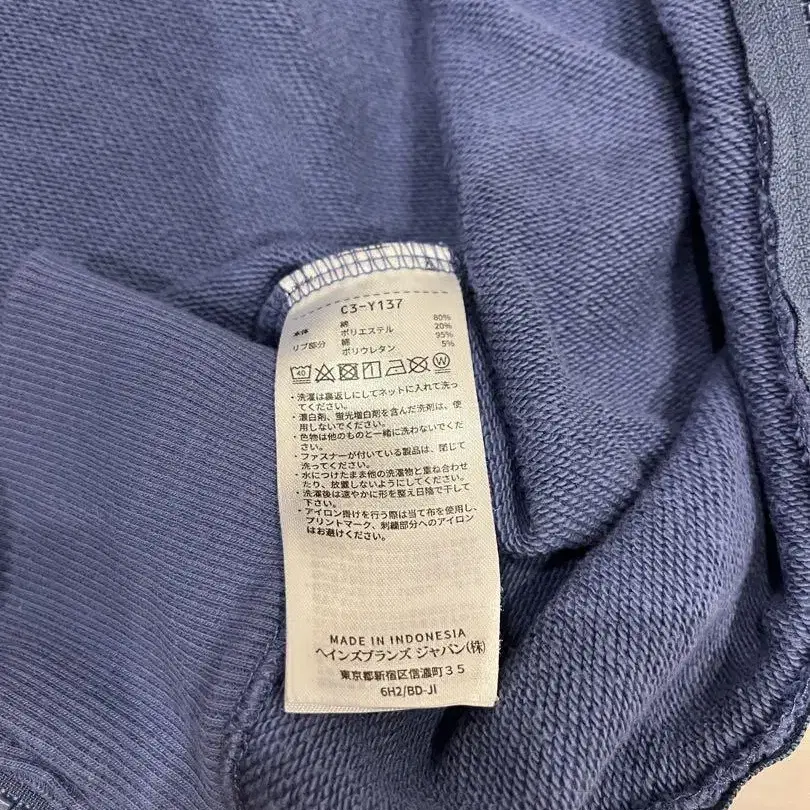 C3-Y137
本体 綿 80%
ポリエステル 20%
リブ部分 綿 95%
ポリウレタン 5%
40
W
・洗濯は裏返しにしてネットに入れて洗っ
てください。
・漂白剤、蛍光増白剤を含んだ洗剤は、使
用しないでください。
・色物は他のものと一緒に洗わないでくだ
さい。
・ファスナーが付いている製品は、閉じて
洗ってください。
・水につけたまま他の洗濯物と重ね合わせ
たり、放置しないようにしてください。
・洗濯後は速やかに形を整え日陰で干して
下さい。
・アイロン掛けを行う際は当て布を使用し、
プリントマーク、刺繍部分へのアイロン
はお避けください。
MADE IN INDONESIA
ヘインズブランズ ジャパン(株)
東京都新宿区信濃町35
6H2/BD-JI